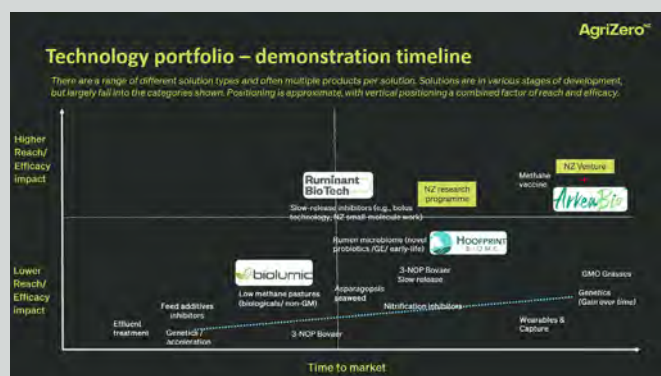 AgriZero NZ
Technology portfolio – demonstration timeline
There are a range of different solution types and often multiple products per solution. Solutions are in various stages of development,
but largely fall into the categories shown. Positioning is approximate, with vertical positioning a combined factor of reach and efficacy.
Higher
Reach/
Efficacy
impact
Ruminant
BioTech
Slow-release inhibitors (e.g., bolus
technology, NZ small-molecule work)
NZ research
programme
Methane
vaccine
NZ Venture
ArkeaBio
Rumen microbiome (novel
probiotics /GE/ early-life)
HOOFPRINT
BIOME
Lower
Reach/
Efficacy
impact
biolumic
Low methane pastures
(biologicals/ non-GM)
Asparagopsis
seaweed
3-NOP Bovaer
Slow release
GMO Grasses
Feed additives
inhibitors
Nitrification inhibitors
Genetics
(Gain over time)
Effluent
treatment
Genetics /
acceleration
3-NOP Bovaer
Wearables &
Capture
Time to market